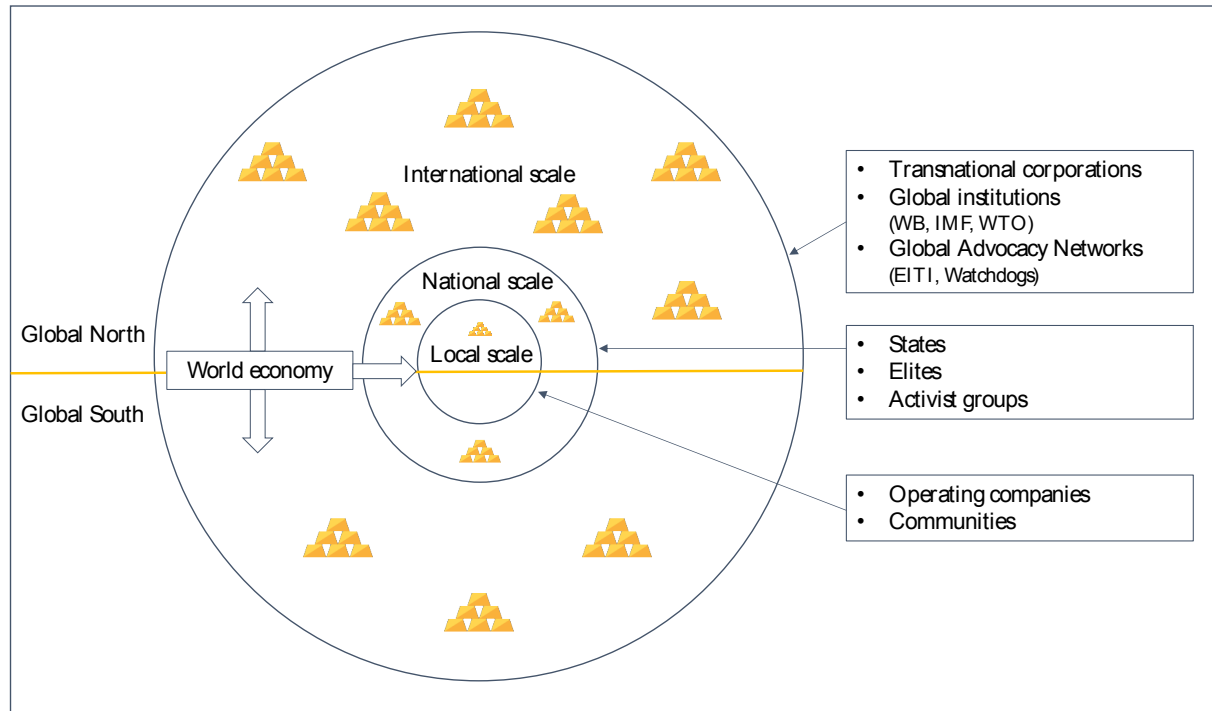 International scale
National scale
Local scale
Global North
World economy
Global South
• Transnational corporations
• Global institutions
(WB, IMF, WTO)
• Global Advocacy Networks
(EITI, Watchdogs)
• States
• Elites
• Activist groups
• Operating companies
• Communities